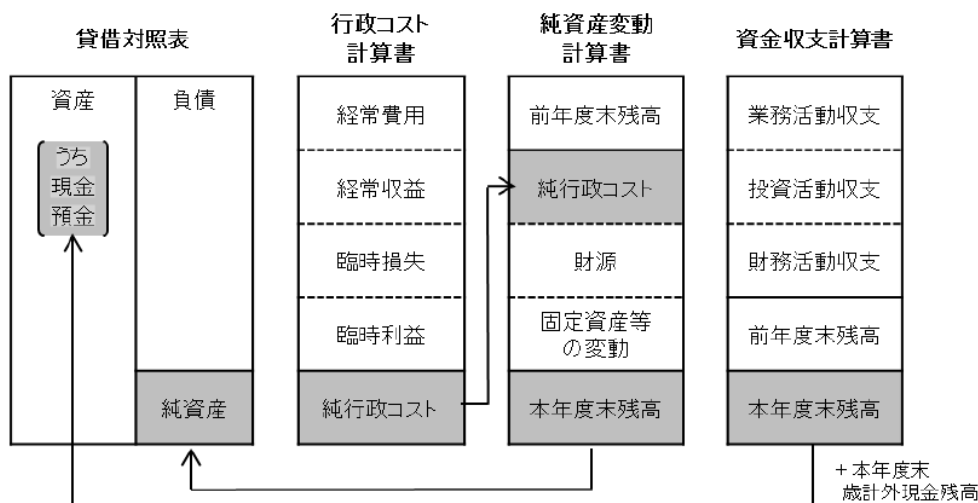 貸借対照表
行政コスト
計算書
純資産変動
計算書
資金収支計算書
資産
負債
うち
現金
預金
純資産
経常費用
経常収益
臨時損失
臨時利益
純行政コスト
前年度末残高
純行政コスト
財源
固定資産等
の変動
本年度末残高
業務活動収支
投資活動収支
財務活動収支
前年度末残高
本年度末残高
+本年度末
歳計外現金残高